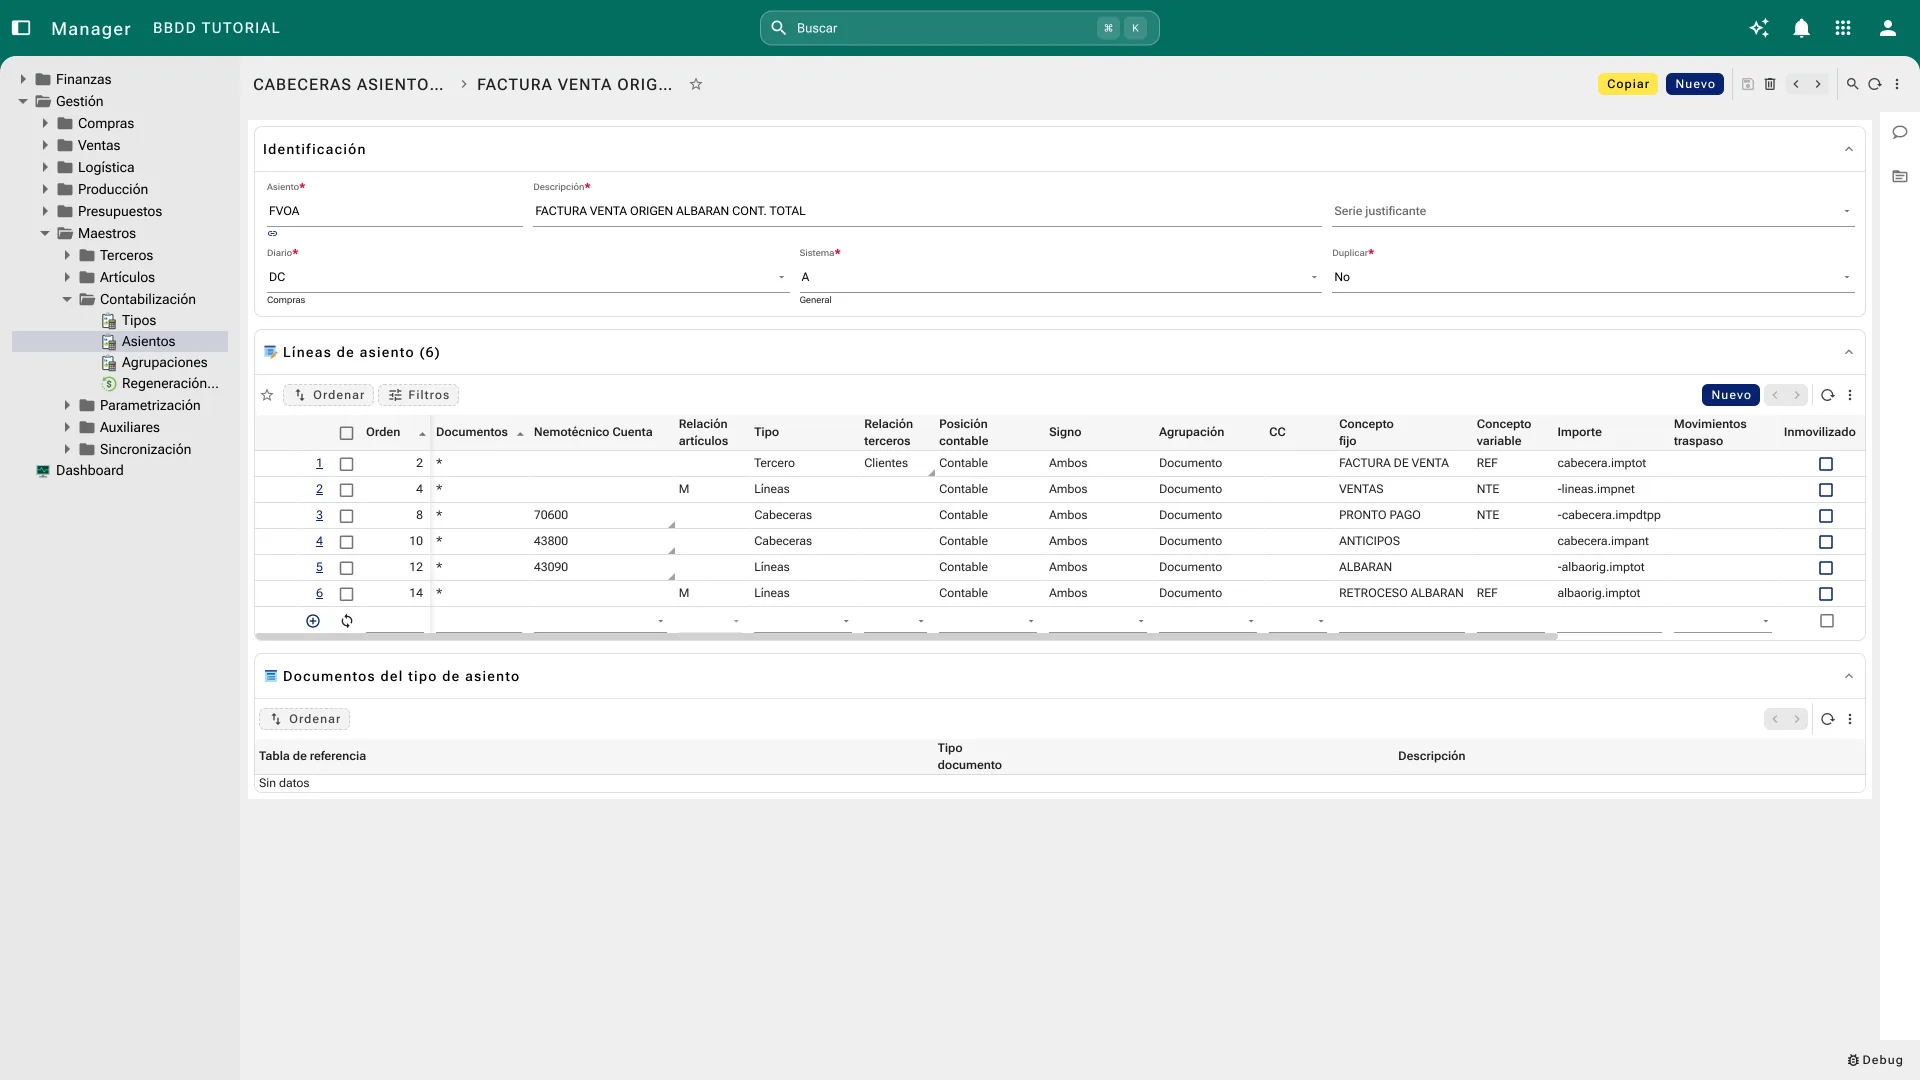 Manager BBDD TUTORIAL Buscar ⌘ K
Finanzas
Gestión
Compras
Ventas
Logística
Producción
Presupuestos
Maestros
Terceros
Artículos
Contabilización
Tipos
Asientos
Agrupaciones
Regeneración...
Parametrización
Auxiliares
Sincronización
Dashboard
CABECERAS ASIENTO... > FACTURA VENTA ORIG... Copiar Nuevo
Identificación
Asiento* Descripción*
FVOA FACTURA VENTA ORIGEN ALBARAN CONT. TOTAL Serie justificante
Diario* Sistema* Duplicar*
DC A No
Compras General
Líneas de asiento (6)
Ordenar Filtros Nuevo
Orden Documentos Nemotécnico Cuenta Relación artículos Tipo Relación terceros Posición contable Signo Agrupación CC Concepto fijo Concepto variable Importe Movimientos traspaso Inmovilizado
1 2 * Tercero Clientes Contable Ambos Documento FACTURA DE VENTA REF cabecera.imptot
2 4 * M Líneas Contable Ambos Documento VENTAS NTE -lineas.impnet
3 8 * 70600 Cabeceras Contable Ambos Documento PRONTO PAGO NTE -cabecera.impdtpp
4 10 * 43800 Cabeceras Contable Ambos Documento ANTICIPOS cabecera.impant
5 12 * 43090 Líneas Contable Ambos Documento ALBARAN -albaorig.imptot
6 14 * M Líneas Contable Ambos Documento RETROCESO ALBARAN REF albaorig.imptot
Documentos del tipo de asiento
Ordenar
Tabla de referencia Tipo documento Descripción
Sin datos
Debug